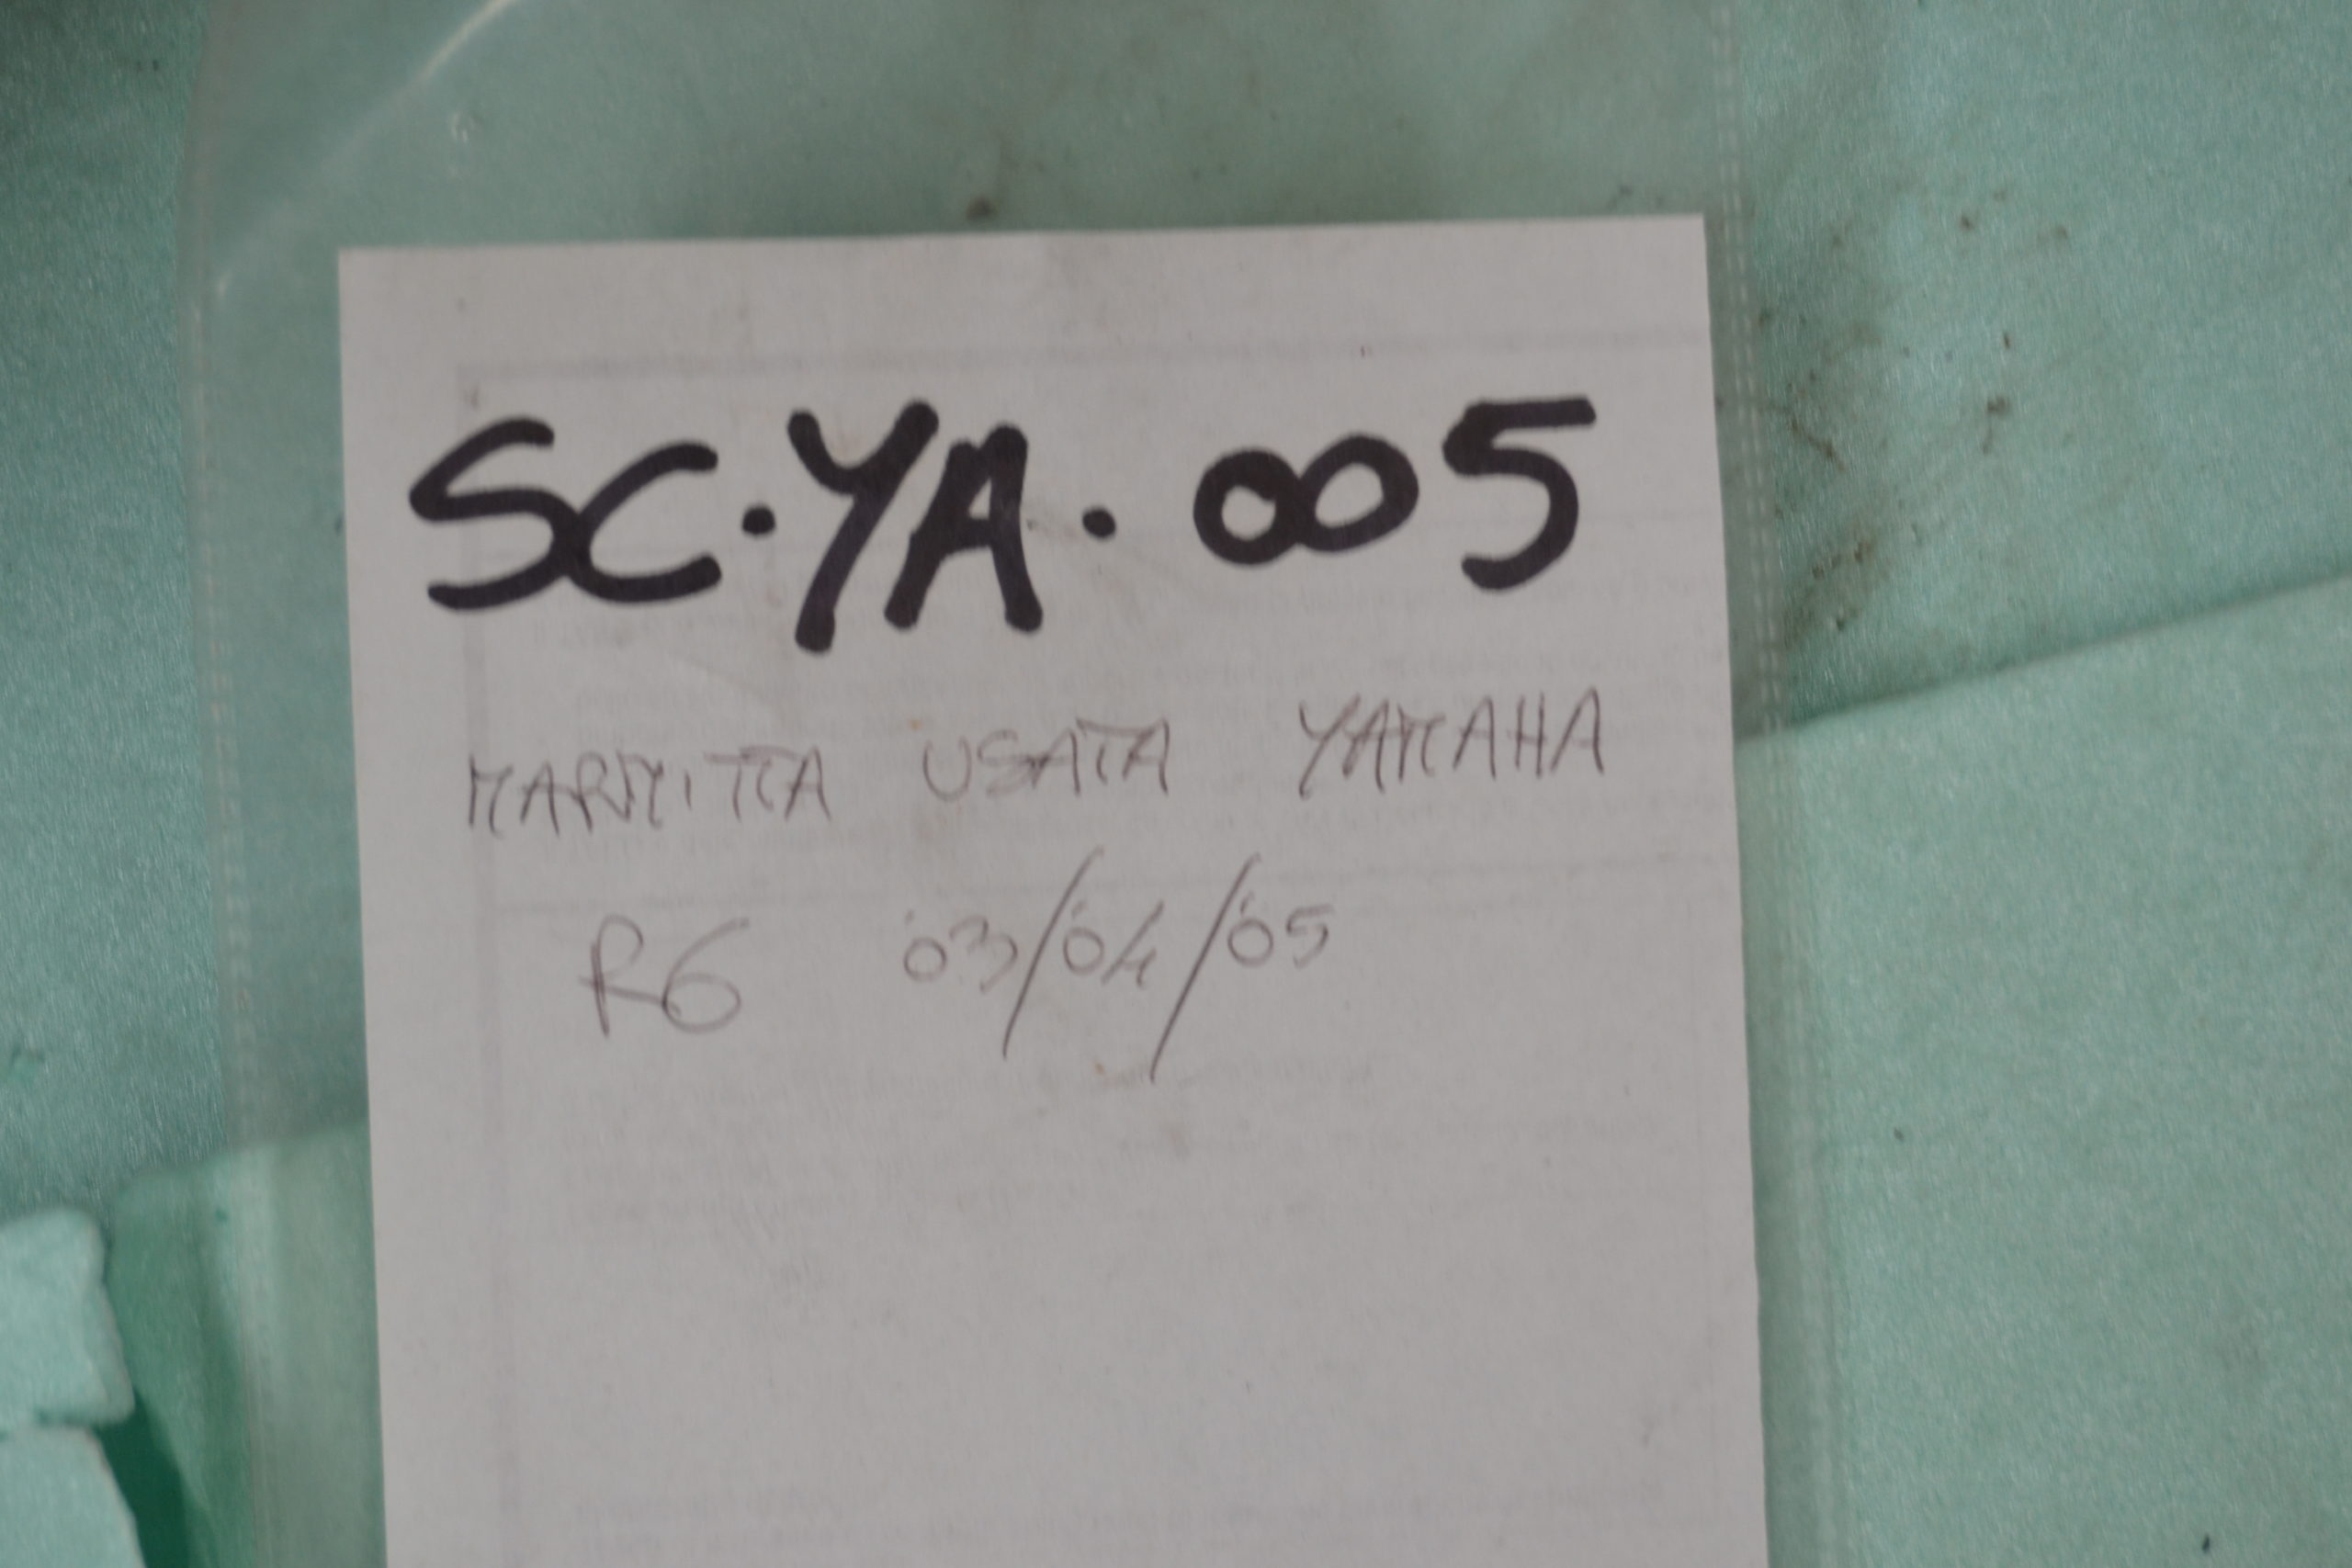 SC.YA.005
MARMITTA USATA YAMAHA
R6 '03/'04/'05